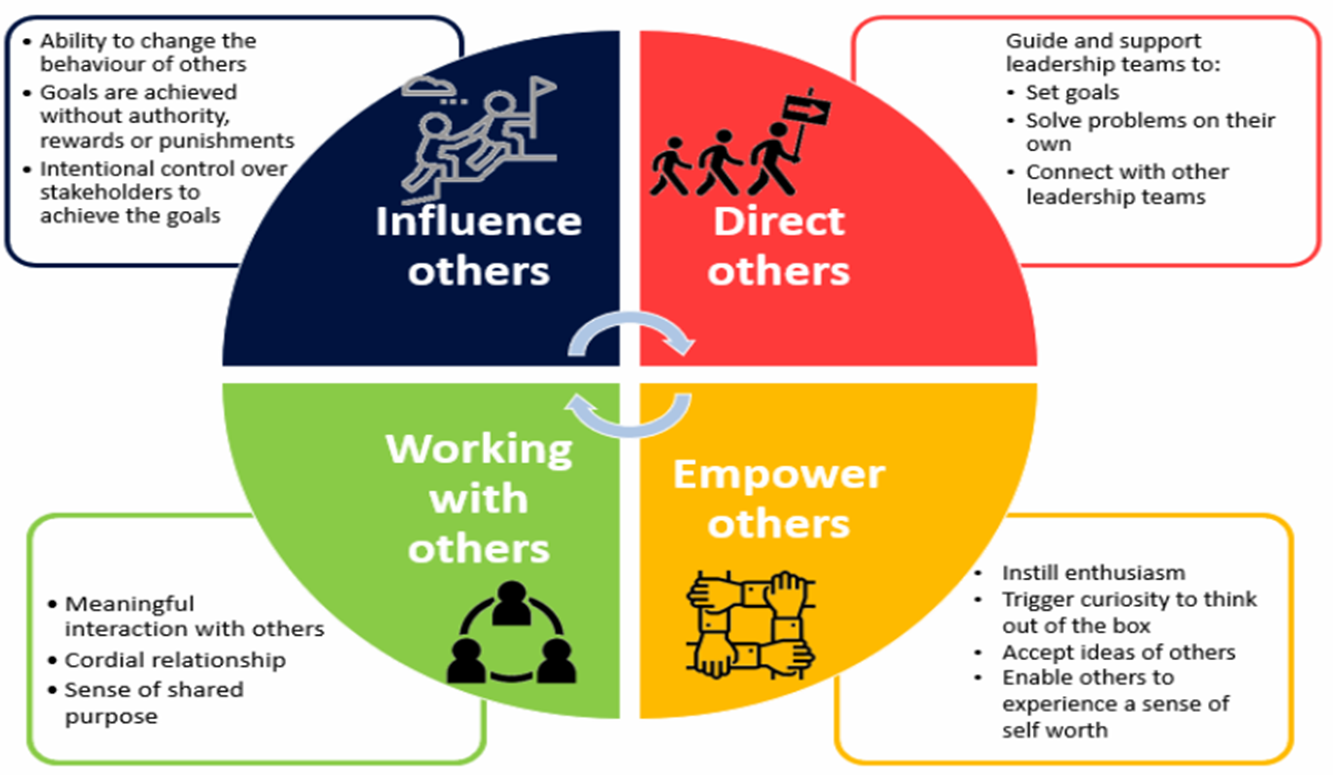 • Ability to change the
behaviour of others
• Goals are achieved
without authority,
rewards or punishments
• Intentional control over
stakeholders to
achieve the goals
Influence
others
Direct
others
Guide and support
leadership teams to:
• Set goals
• Solve problems on their
own
• Connect with other
leadership teams
Working
with
others
• Meaningful
interaction with others
• Cordial relationship
• Sense of shared
purpose
Empower
others
• Instill enthusiasm
• Trigger curiosity to think
out of the box
• Accept ideas of others
• Enable others to
experience a sense of
self worth